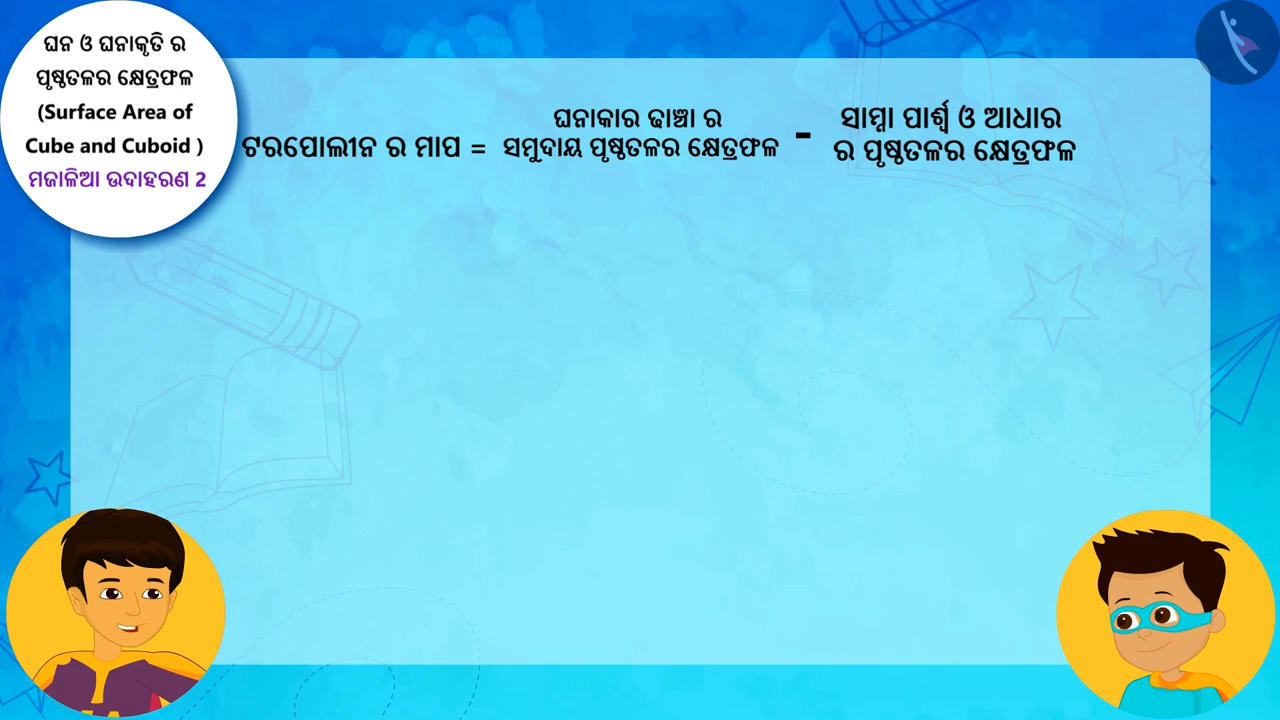 ଘନ ଓ ଘନାକୃତି ର
ପୃଷ୍ଠତଳର କ୍ଷେତ୍ରଫଳ
(Surface Area of
Cube and Cuboid )
ମଜାଳିଆ ଉଦାହରଣ 2
ଟରପୋଲୀନ ର ମାପ =
ଘନାକାର ଢାଞ୍ଚା ର
ସମୁଦାୟ ପୃଷ୍ଠତଳର କ୍ଷେତ୍ରଫଳ
-
ସାମ୍ନା ପାର୍ଶ୍ୱ ଓ ଆଧାର
ର ପୃଷ୍ଠତଳର କ୍ଷେତ୍ରଫଳ